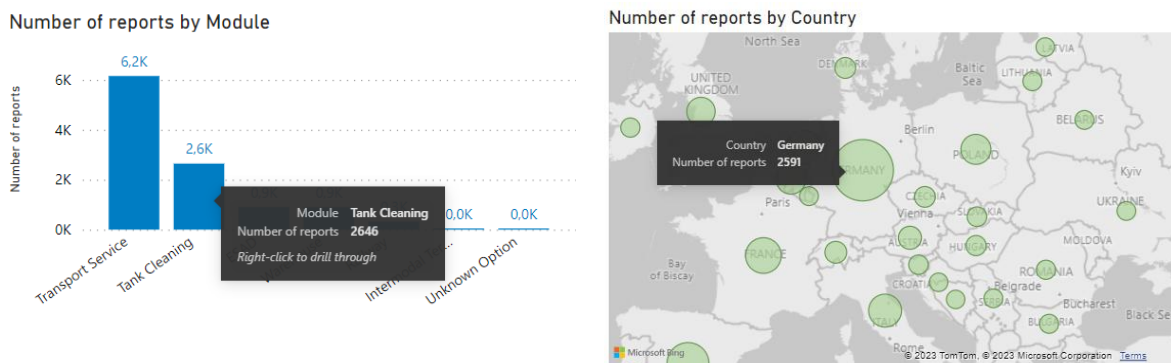 Number of reports by Module
Number of reports
6K
4K
2K
0K
6,2K
2,6K
0,0K
0,0K
Transport Service
Tank Cleaning
Intermodal Ter...
Unknown Option
Module Tank Cleaning
Number of reports 2646
Right-click to drill through
Number of reports by Country
North Sea
LATVIA
DENMARK
Baltic
Sea
LITHUANIA
UNITED
KINGDOM
BELARUS
Country Germany
Number of reports 2591
Berlin
POLAND
GERMANY
Kyiv
Paris
CZECHIA
UKRAINE
Vienna
SLOVAKIA
AUSTRIA
HUNGARY
MOLDOVA
FRANCE
Bay
of Biscay
CROATIA
ROMANIA
Belgrade
SERBIA
Bucharest
Black Sea
ITALY
BULGARIA
Rome
Microsoft Bing
© 2023 TomTom, © 2023 Microsoft Corporation Terms